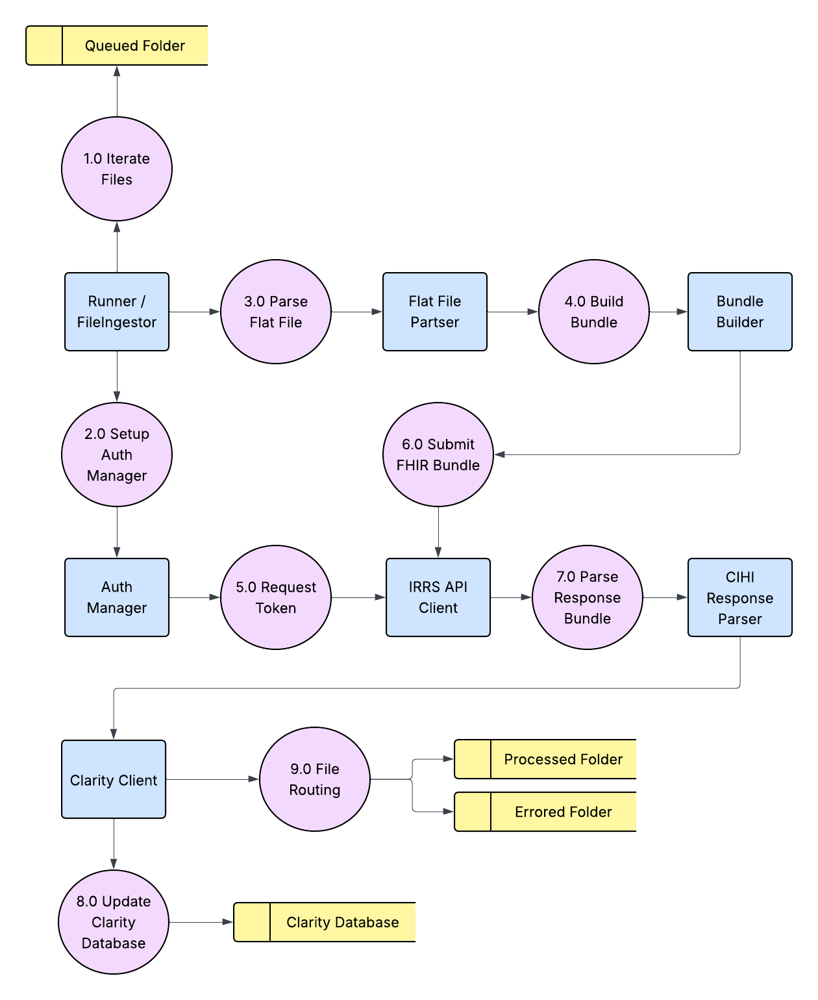 Queued Folder
1.0 Iterate
Files
Runner /
FileIngestor
3.0 Parse
Flat File
Flat File
Partser
4.0 Build
Bundle
Bundle
Builder
2.0 Setup
Auth
Manager
6.0 Submit
FHIR Bundle
Auth
Manager
5.0 Request
Token
IRRS API
Client
7.0 Parse
Response
Bundle
CIHI
Response
Parser
Clarity Client
9.0 File
Routing
Processed Folder
Errored Folder
8.0 Update
Clarity
Database
Clarity Database